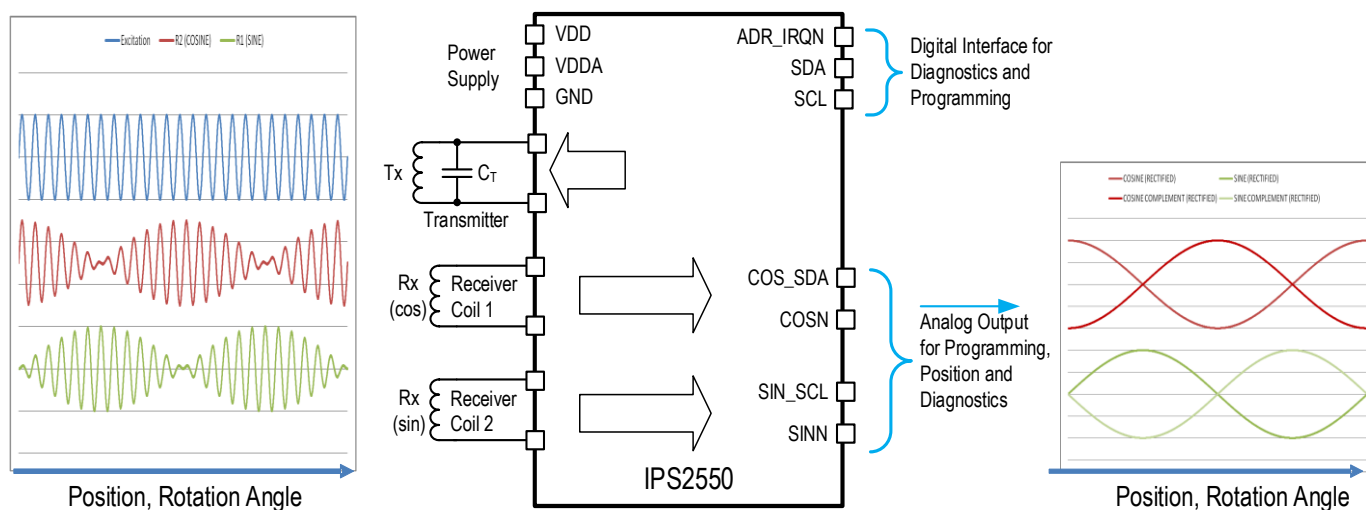 Excitation R2 (COSINE) R1 (SINE)
Position, Rotation Angle
Power
Supply
VDD
VDDA
GND
Tx
CT
Transmitter
Rx
(cos)
Receiver
Coil 1
Rx
(sin)
Receiver
Coil 2
IPS2550
ADR_IRQN
SDA
SCL
Digital Interface for
Diagnostics and
Programming
COS_SDA
COSN
SIN_SCL
SINN
Analog Output
for Programming,
Position and
Diagnostics
COSINE (RECTIFIED) SINE (RECTIFIED)
COSINE COMPLEMENT (RECTIFIED) SINE COMPLEMENT (RECTIFIED)
Position, Rotation Angle